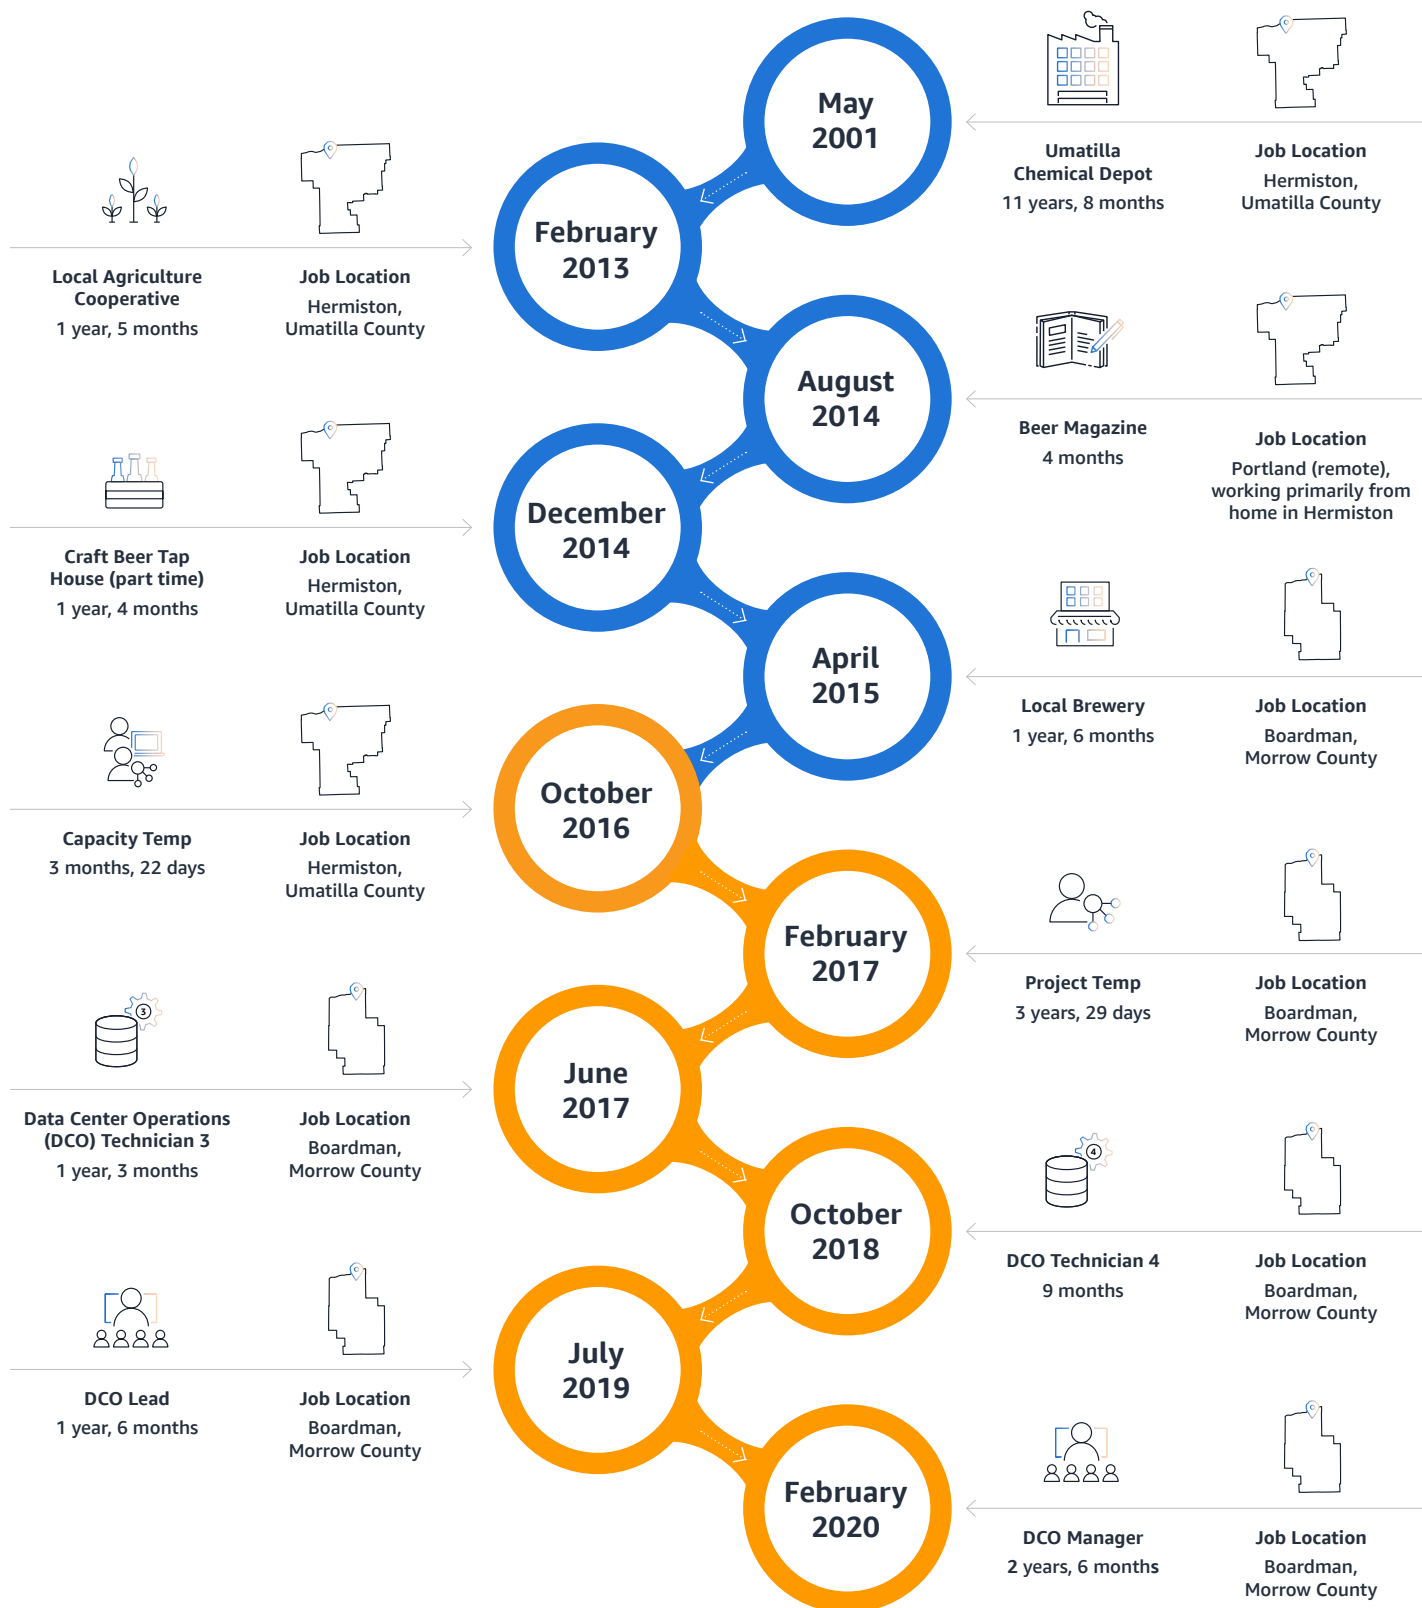 May
2001
Umatilla
Chemical Depot
11 years, 8 months
Job Location
Hermiston,
Umatilla County
February
2013
Local Agriculture
Cooperative
1 year, 5 months
Job Location
Hermiston,
Umatilla County
August
2014
Beer Magazine
4 months
Job Location
Portland (remote),
working primarily from
home in Hermiston
December
2014
Craft Beer Tap
House (part time)
1 year, 4 months
Job Location
Hermiston,
Umatilla County
April
2015
Local Brewery
1 year, 6 months
Job Location
Boardman,
Morrow County
October
2016
Capacity Temp
3 months, 22 days
Job Location
Hermiston,
Umatilla County
February
2017
Project Temp
3 years, 29 days
Job Location
Boardman,
Morrow County
June
2017
3
Data Center Operations
(DCO) Technician 3
1 year, 3 months
Job Location
Boardman,
Morrow County
October
2018
4
DCO Technician 4
9 months
Job Location
Boardman,
Morrow County
July
2019
DCO Lead
1 year, 6 months
Job Location
Boardman,
Morrow County
February
2020
DCO Manager
2 years, 6 months
Job Location
Boardman,
Morrow County